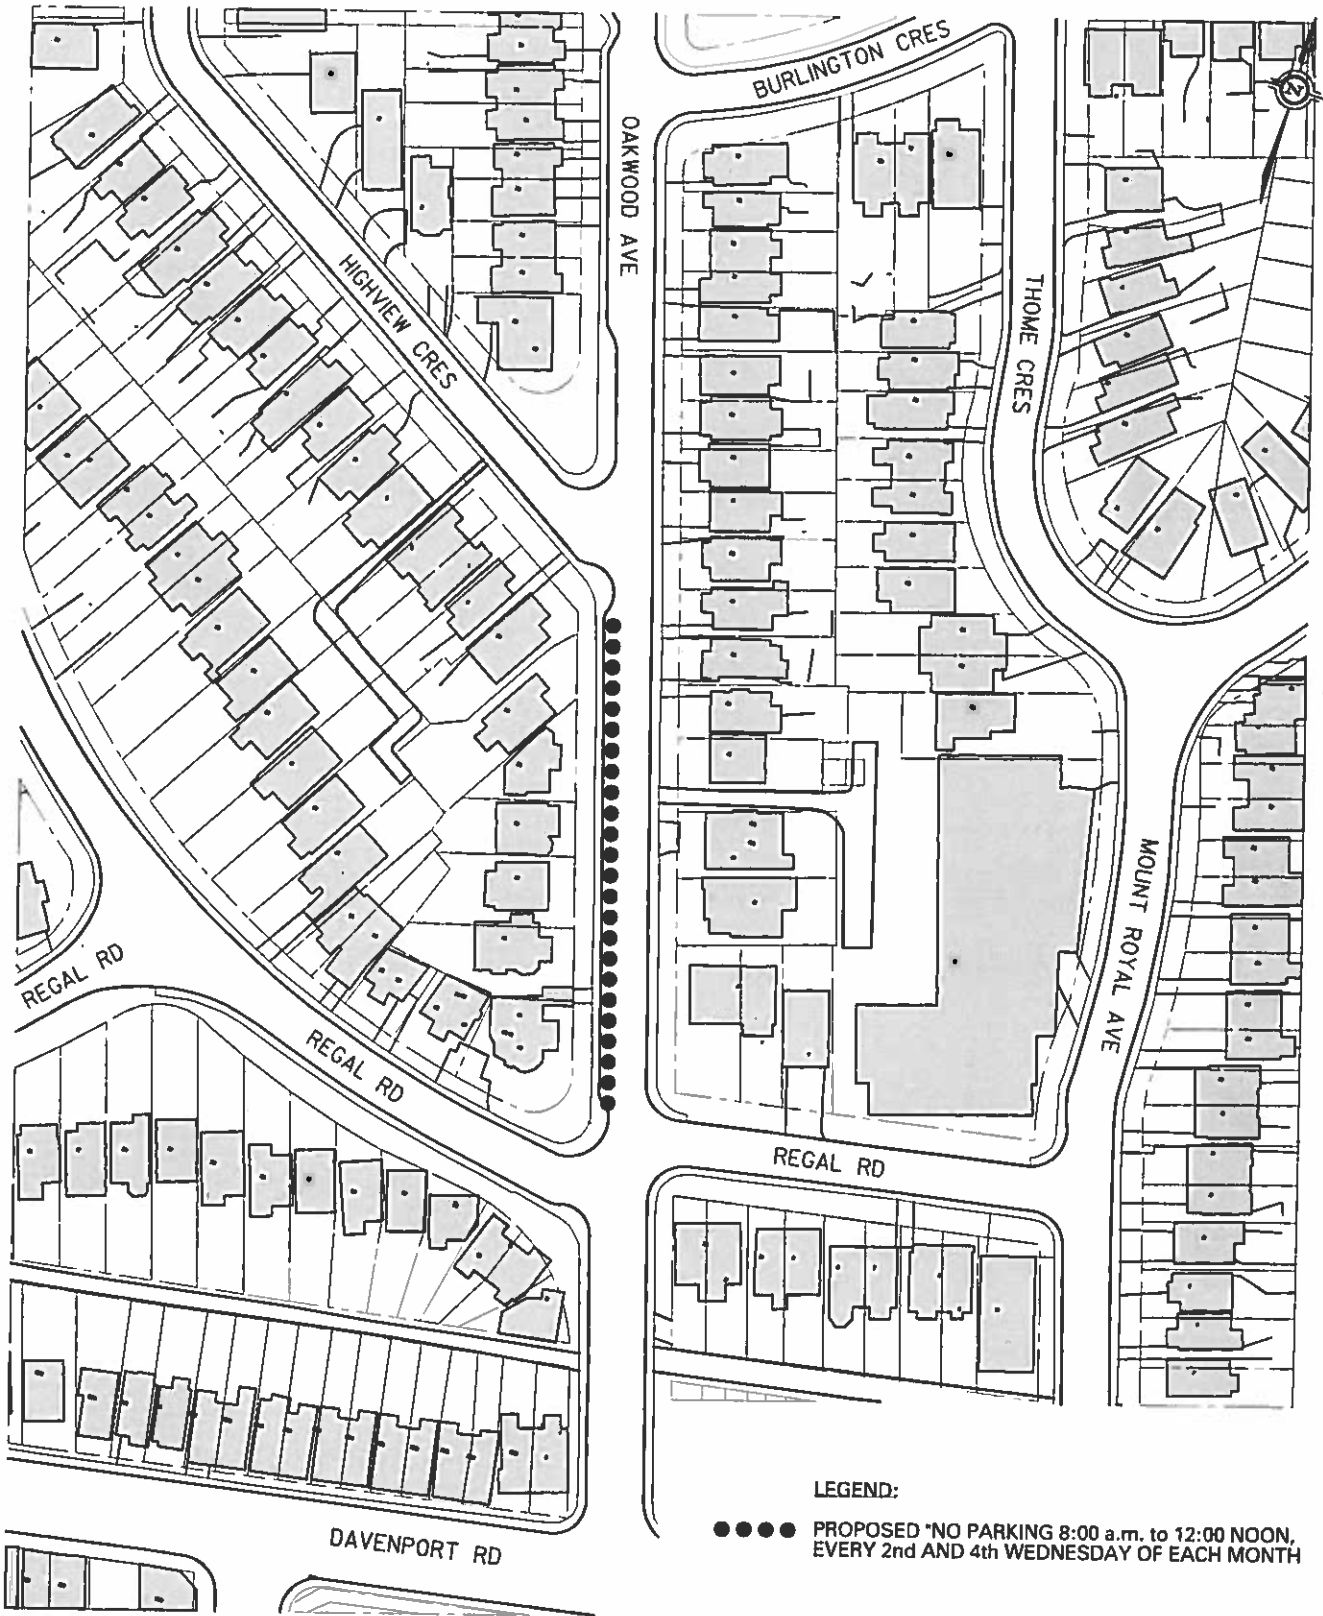 BURLINGTON CRES
OAKWOOD AVE
HIGHVIEW CRES
THOME CRES
MOUNT ROYAL AVE
REGAL RD
REGAL RD
REGAL RD
DAVENPORT RD
LEGEND:
PROPOSED "NO PARKING 8:00 a.m. to 12:00 NOON,
EVERY 2nd AND 4th WEDNESDAY OF EACH MONTH
N